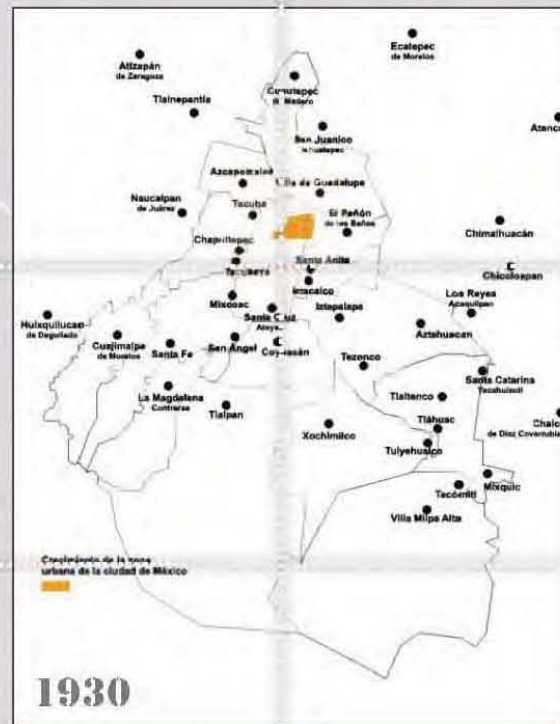 Ecatepec
de Morelos
Atizapán
de Zaragoza
Tlalnepantla
Atenco
San Juanico
Azcapotzalco
Villa de Guadalupe
Naucalpan
de Juárez
Tacuba
El Peñón
de los Baños
Chimalhuacán
Chapultepec
Santa Anita
Tacubaya
Chicoloapan
Iztacalco
Mixcoac
Los Reyes
Acaquilpan
Huixquilucan
de Degollado
Santa Cruz
Atoyac
Iztapalapa
Aztahuacan
Cuajimalpa
de Morelos
Santa Fe
San Ángel
Coyoacán
Tezonco
Santa Catarina
La Magdalena
Contreras
Tlalpan
Tlaltenco
Tláhuac
Chalco
de Díaz Covarrubias
Xochimilco
Tulyehualco
Mixquic
Tecómitl
Villa Milpa Alta
Crecimiento de la zona
urbana de la ciudad de México
1930